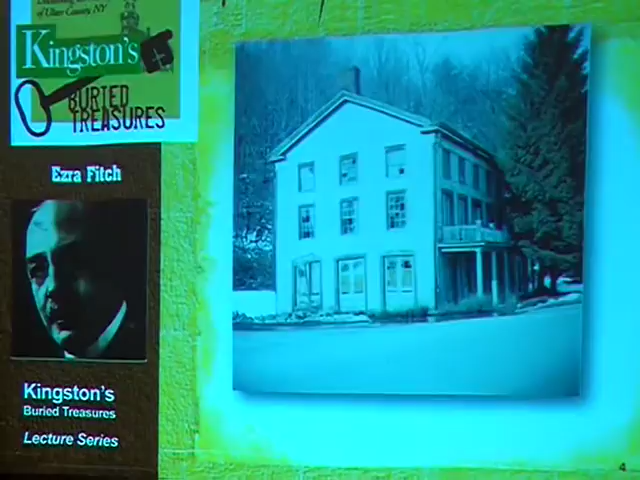 of Ulster County, NY
Kingston's
BURIED
TREASURES
Ezra Fitch
Kingston's
Buried Treasures
Lecture Series
4